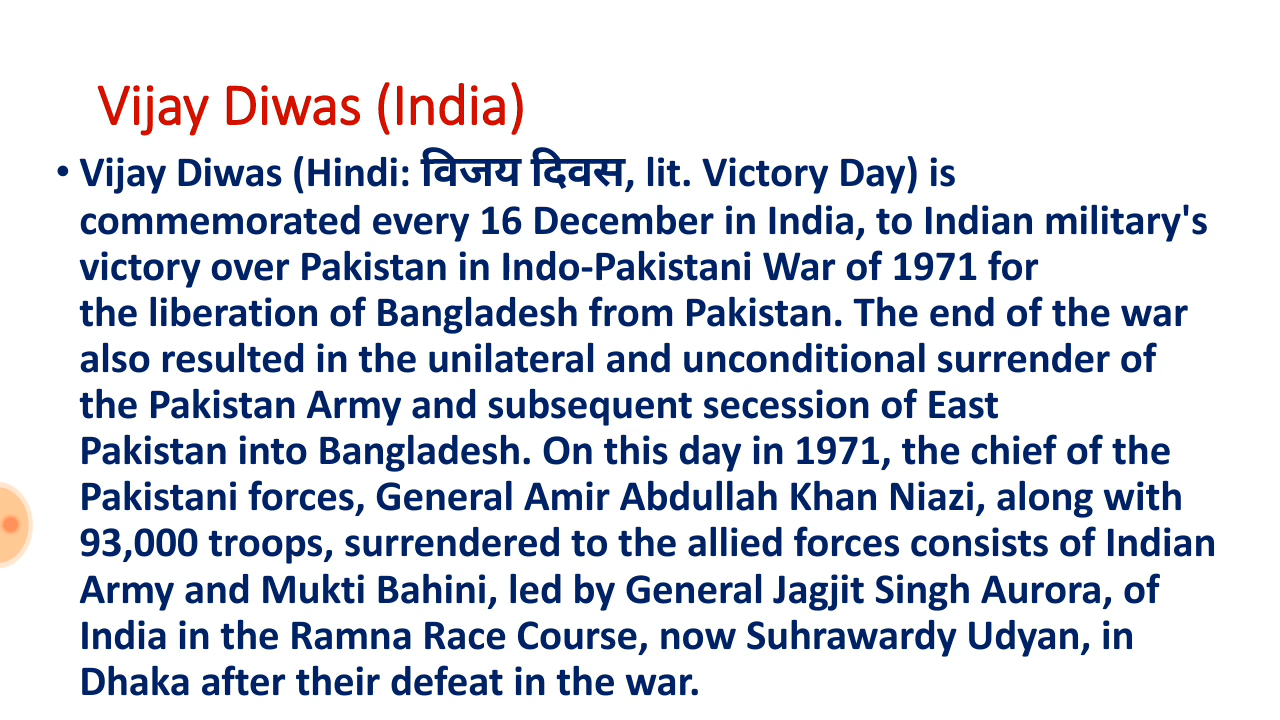 Vijay Diwas (India)
• Vijay Diwas (Hindi: विजय दिवस, lit. Victory Day) is
commemorated every 16 December in India, to Indian military's
victory over Pakistan in Indo-Pakistani War of 1971 for
the liberation of Bangladesh from Pakistan. The end of the war
also resulted in the unilateral and unconditional surrender of
the Pakistan Army and subsequent secession of East
Pakistan into Bangladesh. On this day in 1971, the chief of the
Pakistani forces, General Amir Abdullah Khan Niazi, along with
93,000 troops, surrendered to the allied forces consists of Indian
Army and Mukti Bahini, led by General Jagjit Singh Aurora, of
India in the Ramna Race Course, now Suhrawardy Udyan, in
Dhaka after their defeat in the war.